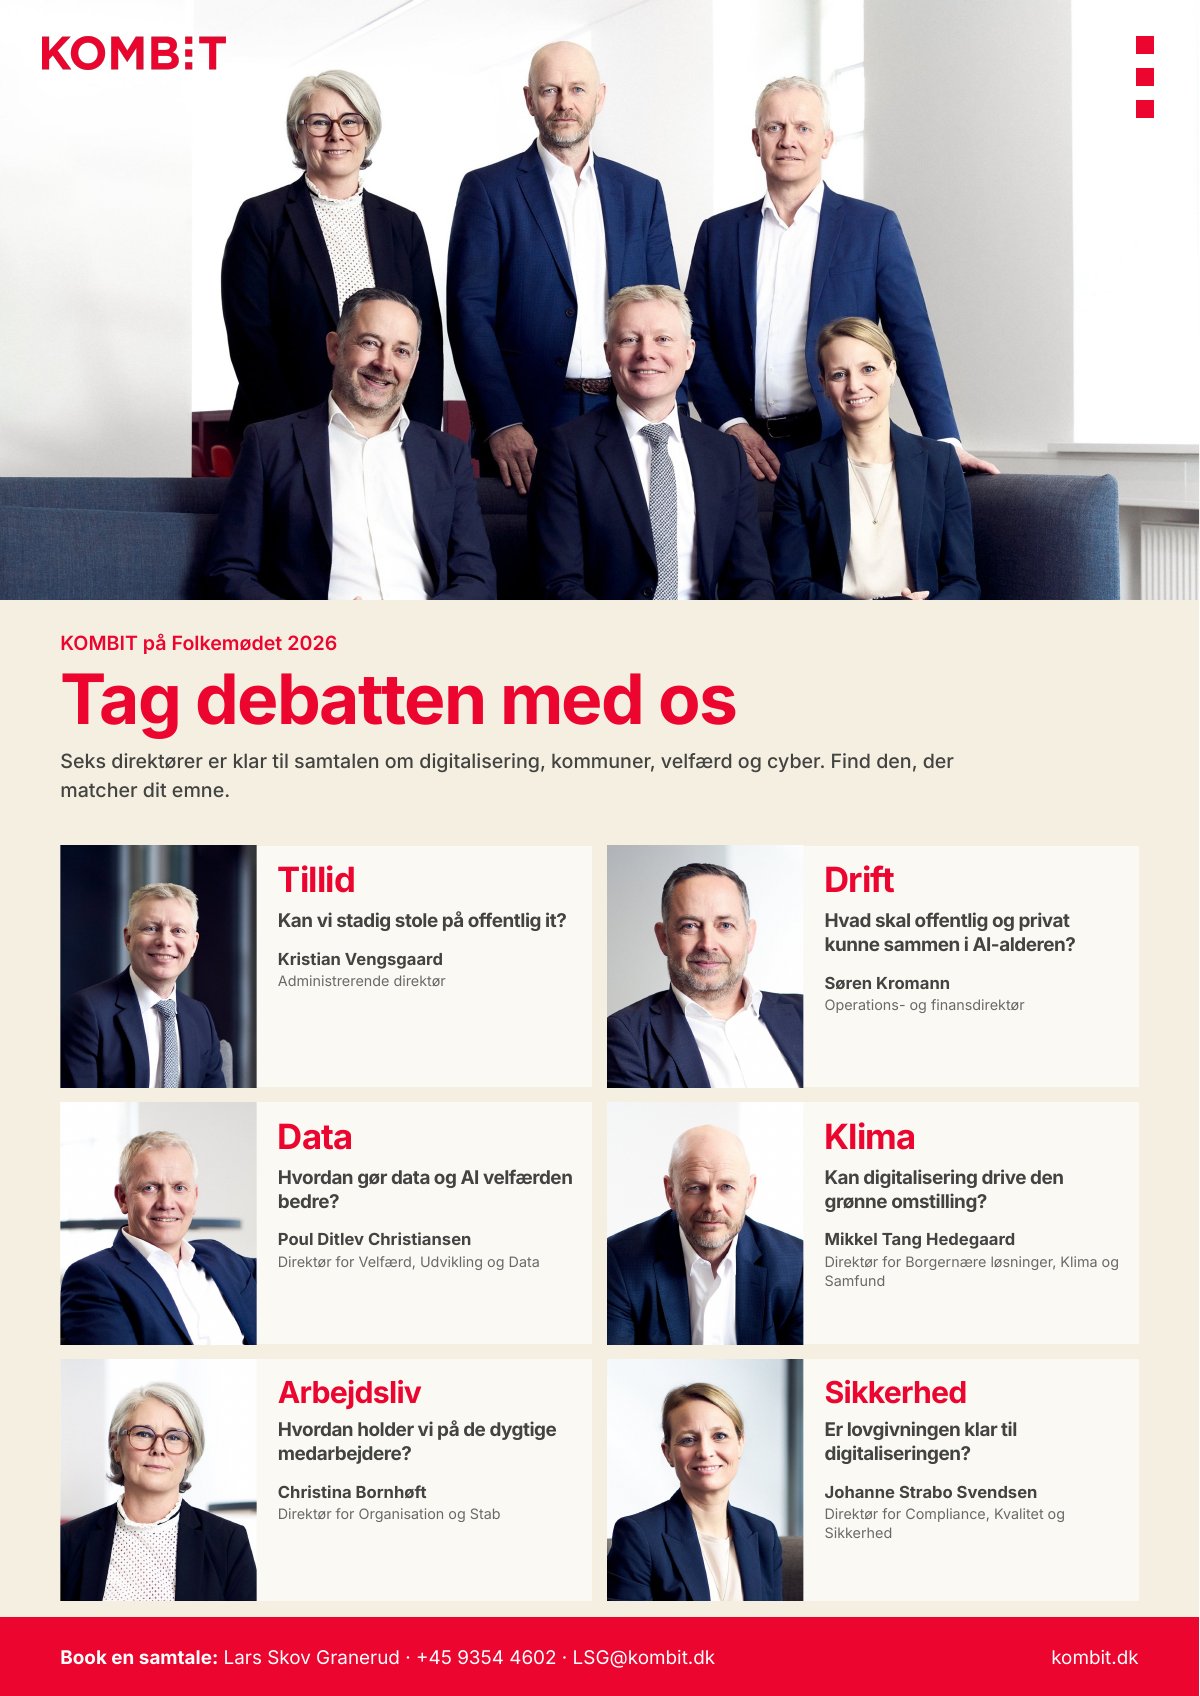 KOMBIT
KOMBIT på Folkemødet 2026
Tag debatten med os
Seks direktører er klar til samtalen om digitalisering, kommuner, velfærd og cyber. Find den, der
matcher dit emne.
Tillid
Kan vi stadig stole på offentlig it?
Kristian Vengsgaard
Administrerende direktør
Drift
Hvad skal offentlig og privat
kunne sammen i AI-alderen?
Søren Kromann
Operations- og finansdirektør
Data
Hvordan gør data og AI velfærden
bedre?
Poul Ditlev Christiansen
Direktør for Velfærd, Udvikling og Data
Klima
Kan digitalisering drive den
grønne omstilling?
Mikkel Tang Hedegaard
Direktør for Borgernære løsninger, Klima og
Samfund
Arbejdsliv
Hvordan holder vi på de dygtige
medarbejdere?
Christina Bornhøft
Direktør for Organisation og Stab
Sikkerhed
Er lovgivningen klar til
digitaliseringen?
Johanne Strabo Svendsen
Direktør for Compliance, Kvalitet og
Sikkerhed
Book en samtale: Lars Skov Granerud · +45 9354 4602 · LSG@kombit.dk
kombit.dk